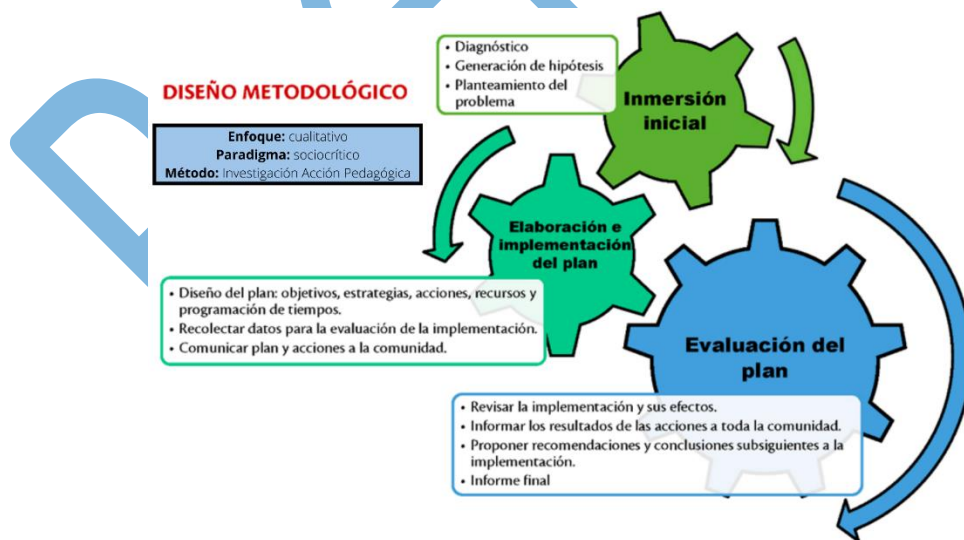 DISEÑO METODOLÓGICO
Enfoque: cualitativo
Paradigma: sociocrítico
Método: Investigación Acción Pedagógica
• Diagnóstico
• Generación de hipótesis
• Planteamiento del
problema
Inmersión
inicial
Elaboración e
implementación
del plan
• Diseño del plan: objetivos, estrategias, acciones, recursos y
programación de tiempos.
• Recolectar datos para la evaluación de la implementación.
• Comunicar plan y acciones a la comunidad.
Evaluación del
plan
• Revisar la implementación y sus efectos.
• Informar los resultados de las acciones a toda la comunidad.
• Proponer recomendaciones y conclusiones subsiguientes a la
implementación.
• Informe final